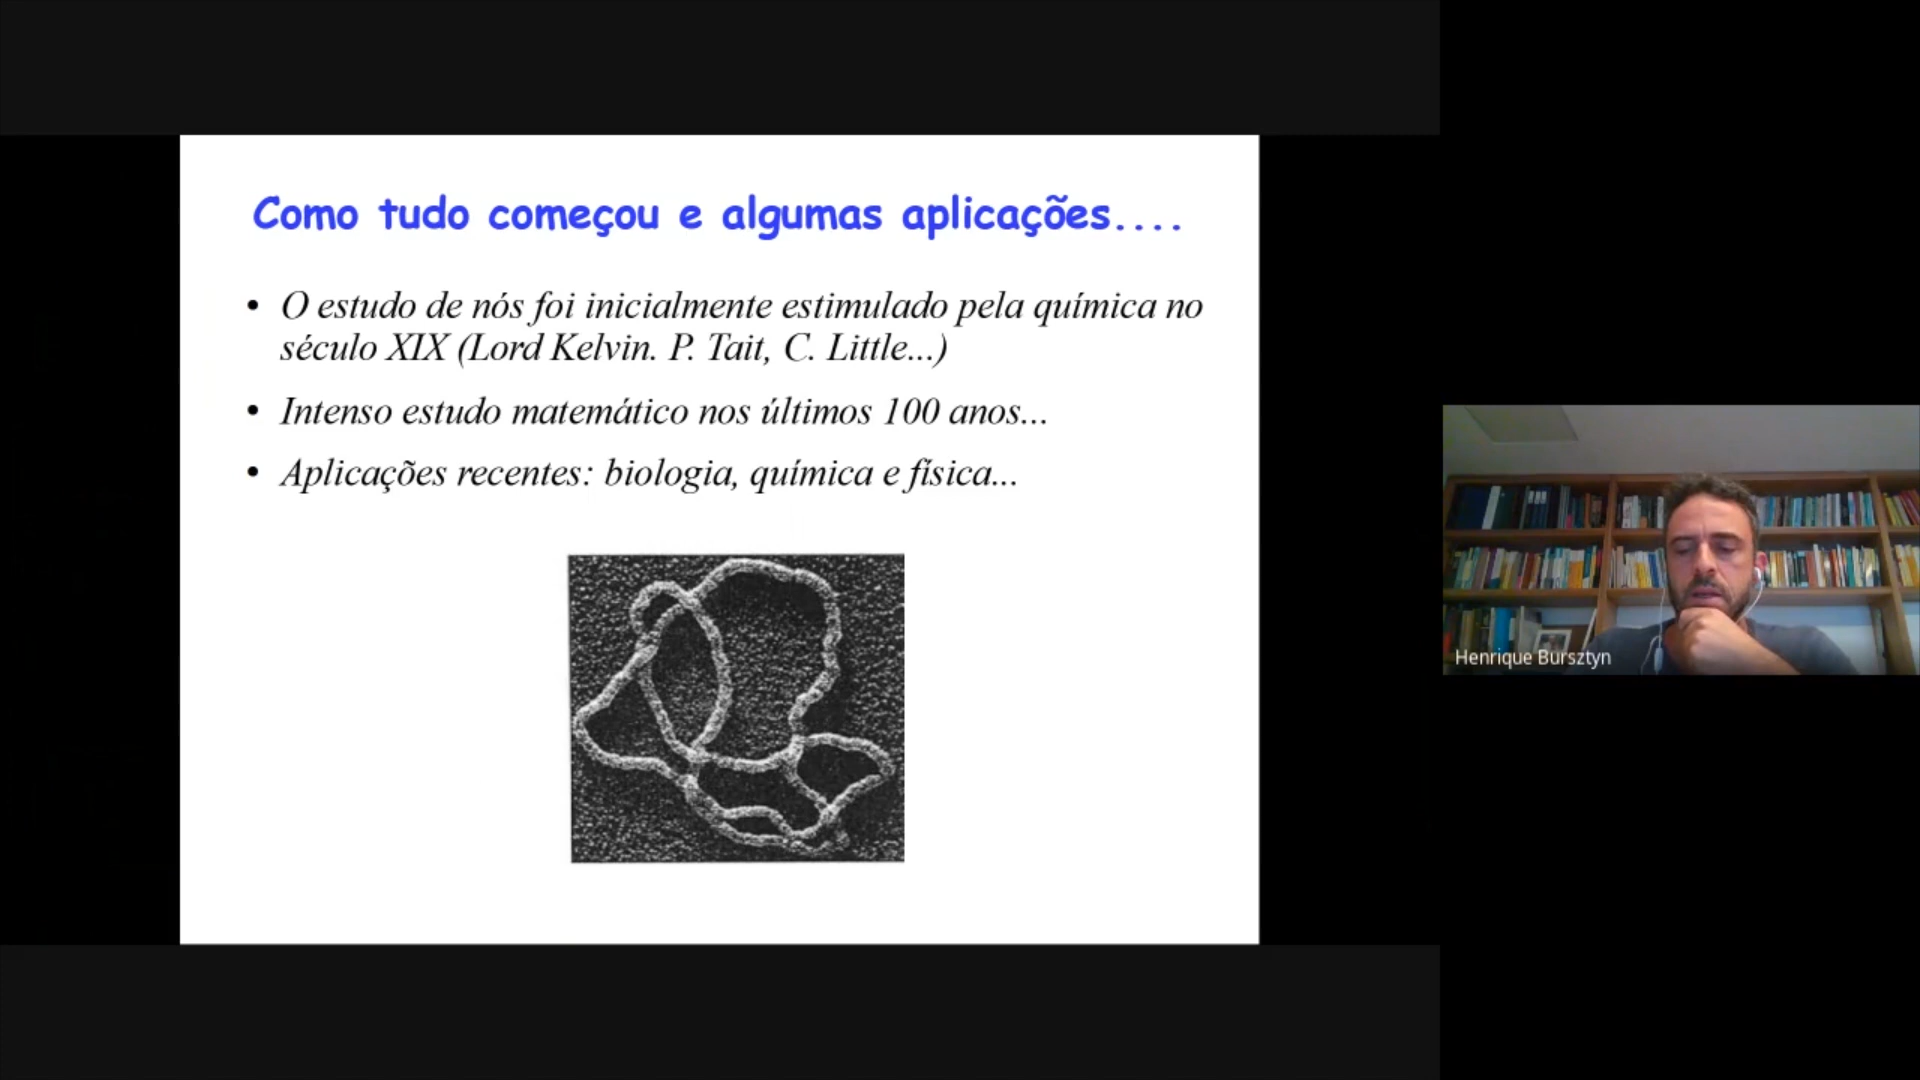 Como tudo começou e algumas aplicações....
• O estudo de nós foi inicialmente estimulado pela química no
século XIX (Lord Kelvin. P. Tait, C. Little...)
• Intenso estudo matemático nos últimos 100 anos...
• Aplicações recentes: biologia, química e física...
Henrique Bursztyn